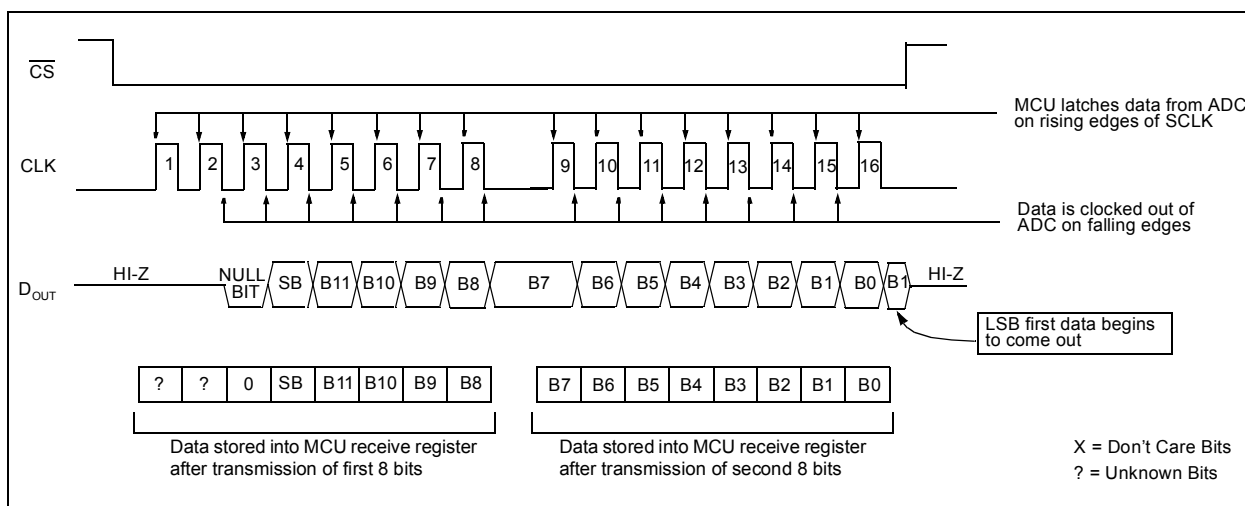 CS
MCU latches data from ADC
on rising edges of SCLK
CLK
1 2 3 4 5 6 7 8 9 10 11 12 13 14 15 16
Data is clocked out of
ADC on falling edges
HI-Z
NULL
BIT
SB B11 B10 B9 B8 B7 B6 B5 B4 B3 B2 B1 B0 B1
HI-Z
DOUT
LSB first data begins
to come out
? ? 0 SB B11 B10 B9 B8
B7 B6 B5 B4 B3 B2 B1 B0
Data stored into MCU receive register
after transmission of first 8 bits
Data stored into MCU receive register
after transmission of second 8 bits
X = Don't Care Bits
? = Unknown Bits